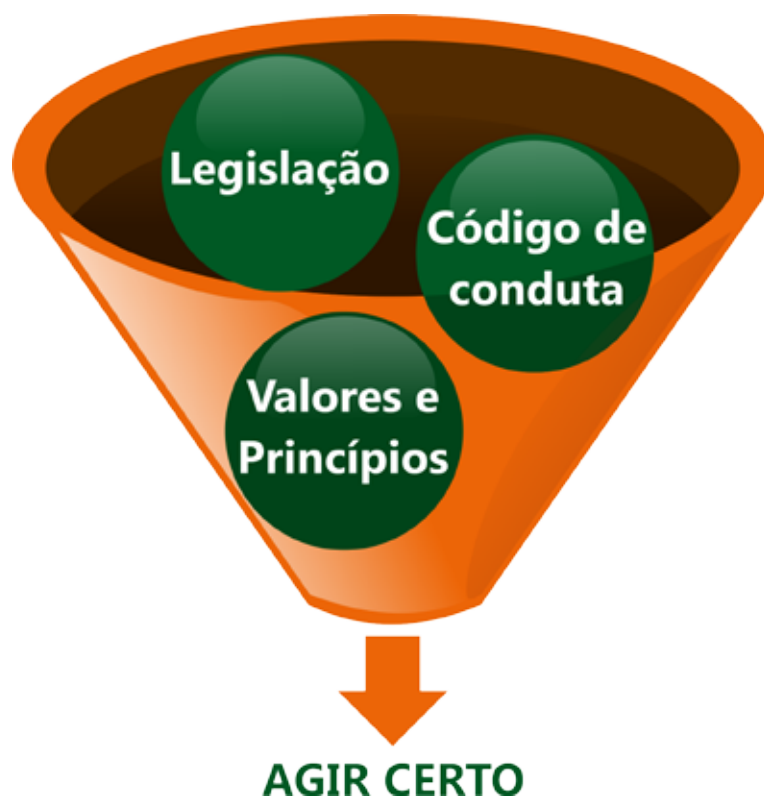 Legislação
Código de
conduta
Valores e
Princípios
AGIR CERTO